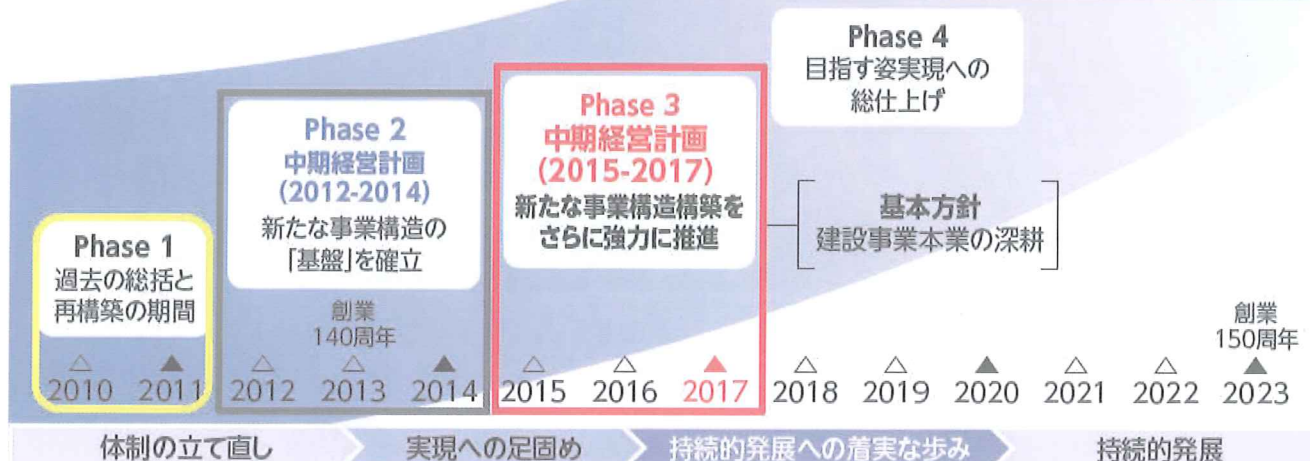 Phase 1
過去の総括と
再構築の期間
Phase 2
中期経営計画
(2012-2014)
新たな事業構造の
「基盤」を確立
創業
140周年
Phase 3
中期経営計画
(2015-2017)
新たな事業構造構築を
さらに強力に推進
Phase 4
目指す姿実現への
総仕上げ
基本方針
建設事業本業の深耕
創業
150周年
△ ▲ △ △ ▲ △ △ ▲ △ △ ▲ △ △ ▲
2010 2011 2012 2013 2014 2015 2016 2017 2018 2019 2020 2021 2022 2023
体制の立て直し 実現への足固め 持続的発展への着実な歩み 持続的発展